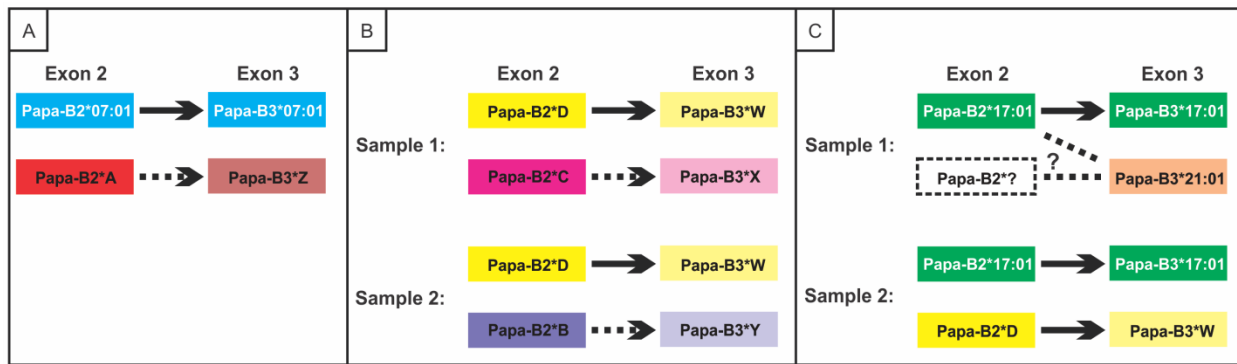 A
Exon 2 Exon 3
Papa-B2*07:01 Papa-B3*07:01
Papa-B2*A Papa-B3*Z
B
Exon 2 Exon 3
Sample 1:
Papa-B2*D Papa-B3*W
Papa-B2*C Papa-B3*X
Sample 2:
Papa-B2*D Papa-B3*W
Papa-B2*B Papa-B3*Y
C
Exon 2 Exon 3
Sample 1:
Papa-B2*17:01 Papa-B3*17:01
?
Papa-B2*? Papa-B3*21:01
Sample 2:
Papa-B2*17:01 Papa-B3*17:01
Papa-B2*D Papa-B3*W